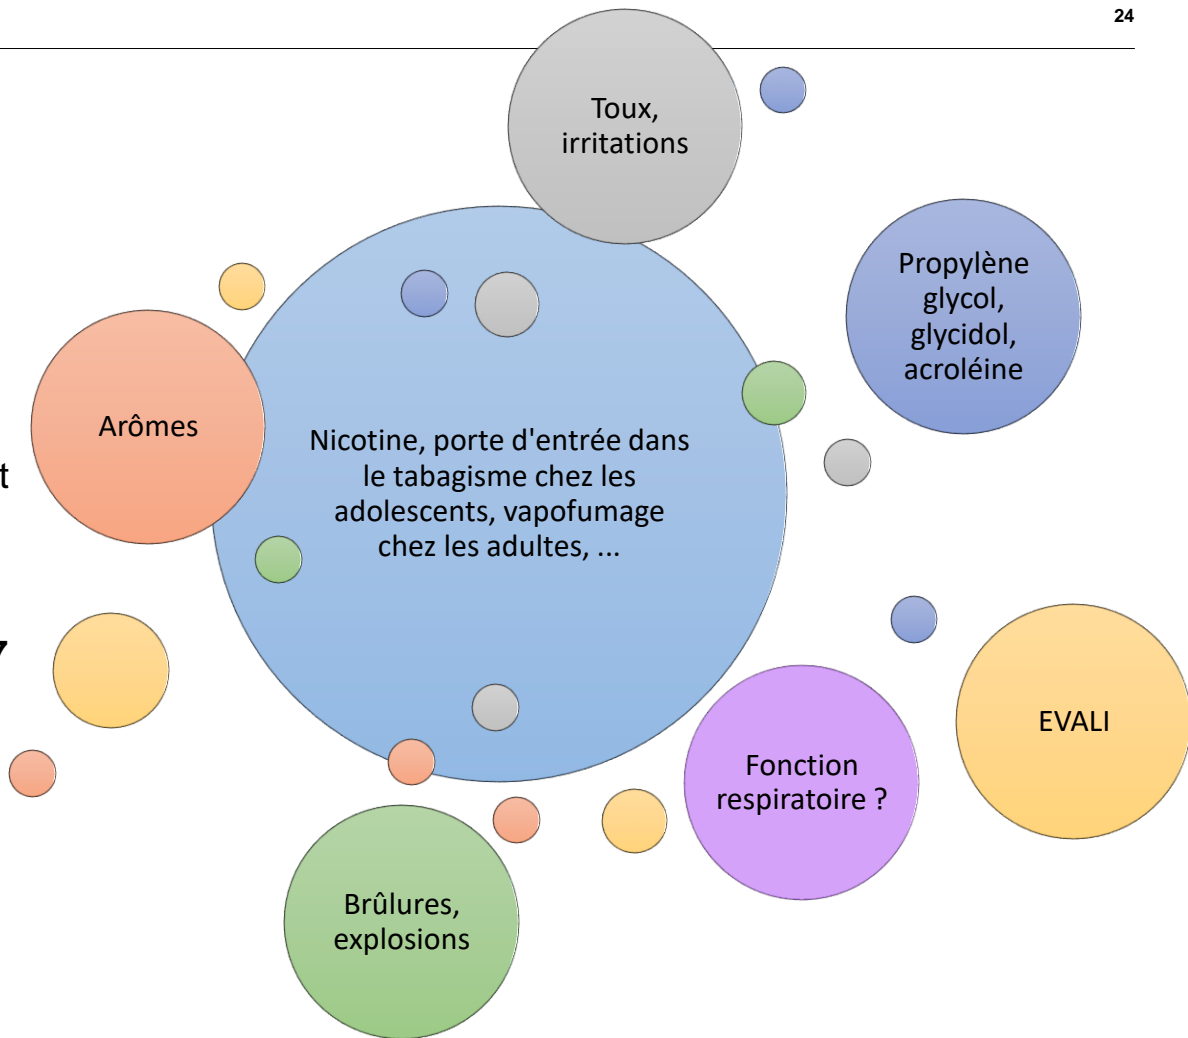 24
Toux,
irritations
Propylène
glycol,
glycidol,
acroléine
Arômes
Nicotine, porte d'entrée dans
le tabagisme chez les
adolescents, vapofumage
chez les adultes, ...
t
EVALI
Fonction
respiratoire ?
Brûlures,
explosions